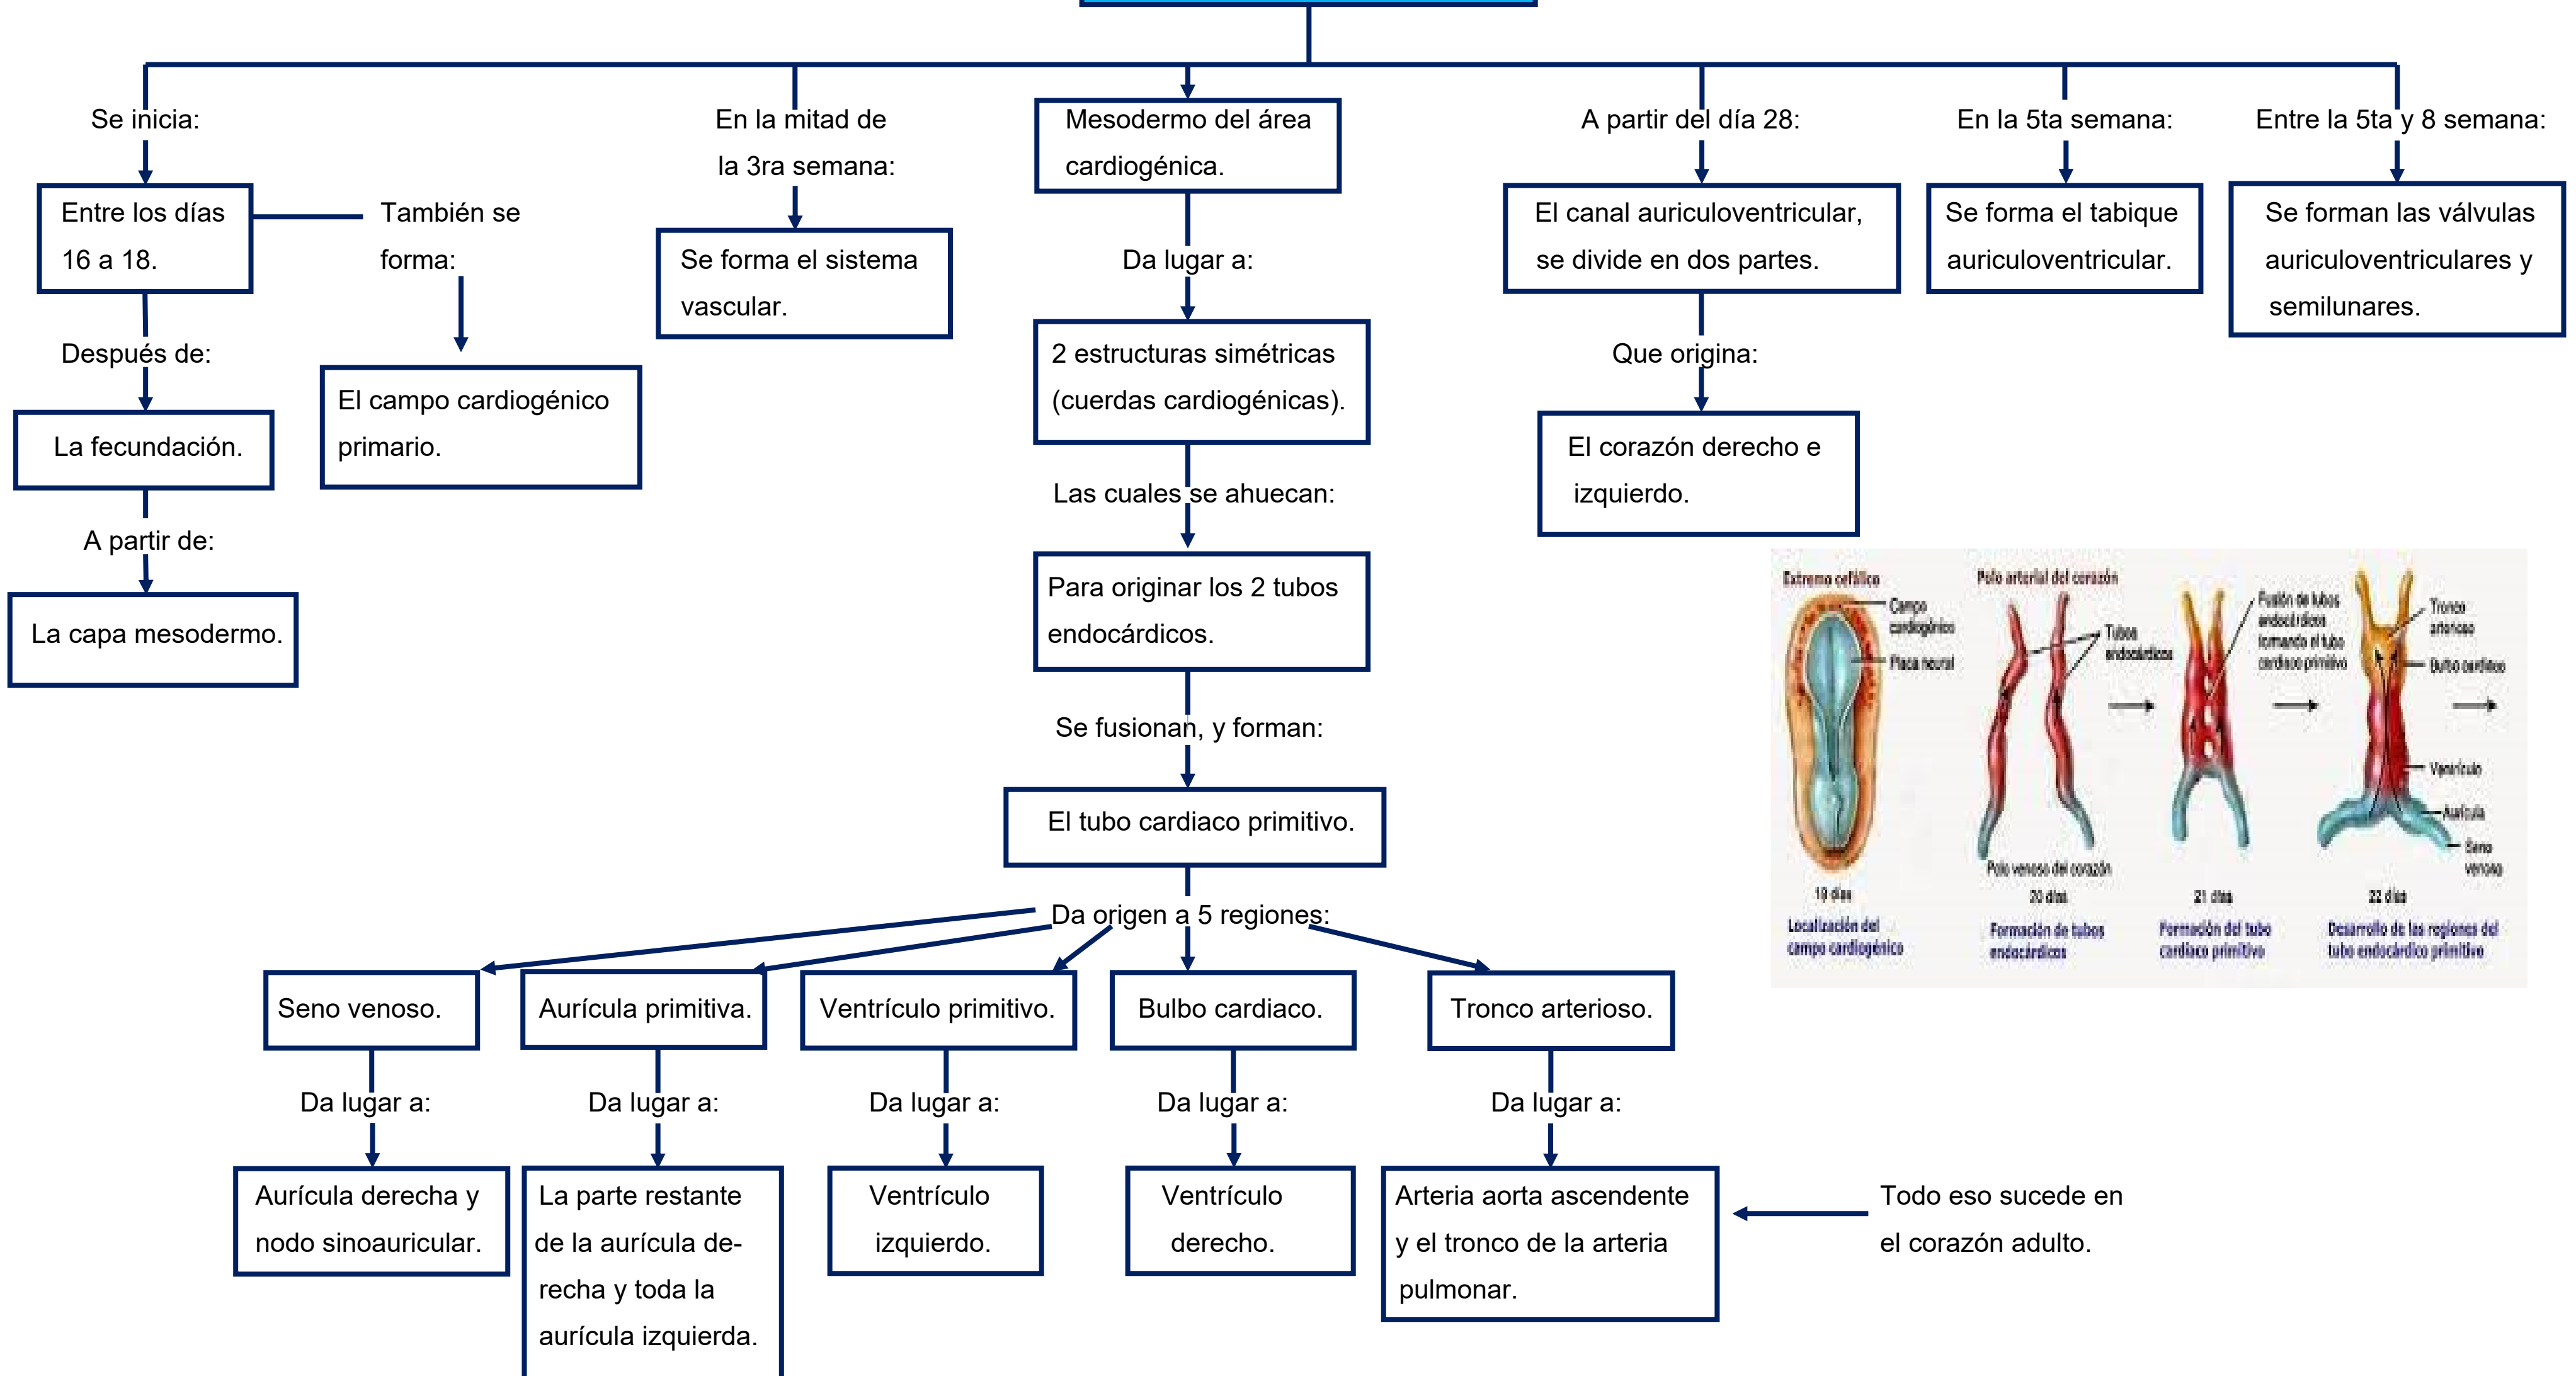 Se inicia:
Entre los días
16 a 18.
También se
forma:
Después de:
El campo cardiogénico
primario.
La fecundación.
A partir de:
La capa mesodermo.
En la mitad de
la 3ra semana:
Se forma el sistema
vascular.
Mesodermo del área
cardiogénica.
Da lugar a:
2 estructuras simétricas
(cuerdas cardiogénicas).
Las cuales se ahuecan:
Para originar los 2 tubos
endocárdicos.
Se fusionan, y forman:
El tubo cardiaco primitivo.
Da origen a 5 regiones:
Seno venoso.
Aurícula primitiva.
Ventrículo primitivo.
Bulbo cardiaco.
Tronco arterioso.
Da lugar a:
Da lugar a:
Da lugar a:
Da lugar a:
Da lugar a:
Aurícula derecha y
nodo sinoauricular.
La parte restante
de la aurícula de-
recha y toda la
aurícula izquierda.
Ventrículo
izquierdo.
Ventrículo
derecho.
Arteria aorta ascendente
y el tronco de la arteria
pulmonar.
Todo eso sucede en
el corazón adulto.
A partir del día 28:
El canal auriculoventricular,
se divide en dos partes.
Que origina:
El corazón derecho e
izquierdo.
En la 5ta semana:
Se forma el tabique
auriculoventricular.
Entre la 5ta y 8 semana:
Se forman las válvulas
auriculoventriculares y
semilunares.
Extremo cefálico
Campo
cardiogénico
Placa neural
19 días
Localización del
campo cardiogénico
Polo arterial del corazón
Tubos
endocárdicos
Polo venoso del corazón
20 días
Formación de tubos
endocárdicos
Fusión de tubos
endocárdicos
formando el tubo
cardiaco primitivo
21 días
Formación del tubo
cardiaco primitivo
Tronco
arterioso
Bulbo cardíaco
Ventrículo
Aurícula
Seno
venoso
22 días
Desarrollo de las regiones del
tubo endocárdico primitivo